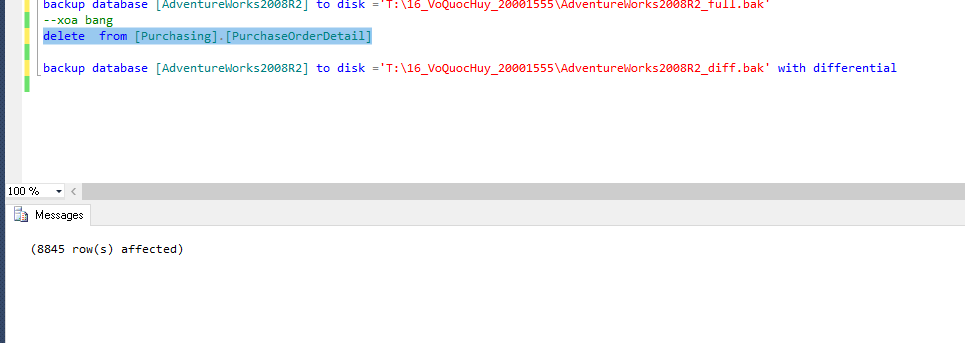 backup database [AdventureWorks2008R2] to disk ='T:\16_VoQuocHuy_20001555\AdventureWorks2008R2_full.bak'
--xoa bang
delete  from [Purchasing].[PurchaseOrderDetail]
backup database [AdventureWorks2008R2] to disk ='T:\16_VoQuocHuy_20001555\AdventureWorks2008R2_diff.bak' with differential
100 %
Messages
(8845 row(s) affected)